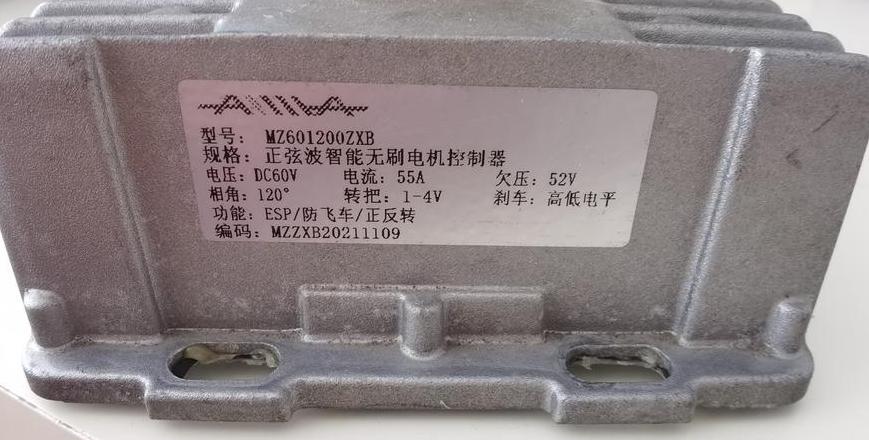 型号： MZ601200ZXB
规格：正弦波智能无刷电机控制器
电压：DC60V 电流：55A 欠压：52V
相角：120° 转把：1-4V 刹车：高低电平
功能：ESP/防飞车/正反转
编码：MZZXB20211109